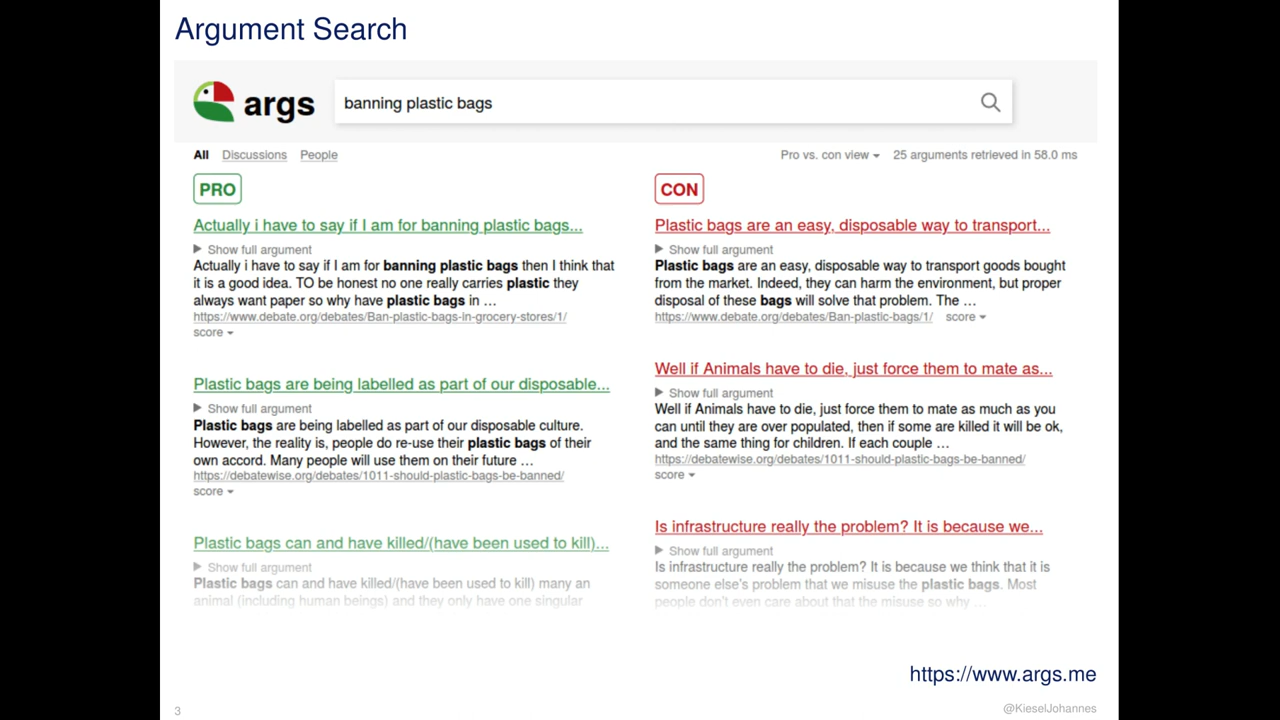 Argument Search
args
banning plastic bags
All Discussions People
Pro vs. con view 25 arguments retrieved in 58.0 ms
PRO
Actually i have to say if I am for banning plastic bags...
Show full argument
Actually i have to say if I am for banning plastic bags then I think that
it is a good idea. TO be honest no one really carries plastic they
always want paper so why have plastic bags in ...
https://www.debate.org/debates/Ban-plastic-bags-in-grocery-stores/1/
score
Plastic bags are being labelled as part of our disposable...
Show full argument
Plastic bags are being labelled as part of our disposable culture.
However, the reality is, people do re-use their plastic bags of their
own accord. Many people will use them on their future ...
https://debatewise.org/debates/1011-should-plastic-bags-be-banned/
score
Plastic bags can and have killed/(have been used to kill)...
Show full argument
Plastic bags can and have killed/(have been used to kill) many an
animal (including human beings) and they only have one singular
CON
Plastic bags are an easy, disposable way to transport...
Show full argument
Plastic bags are an easy, disposable way to transport goods bought
from the market. Indeed, they can harm the environment, but proper
disposal of these bags will solve that problem. The ...
https://www.debate.org/debates/Ban-plastic-bags/1/ score
Well if Animals have to die, just force them to mate as...
Show full argument
Well if Animals have to die, just force them to mate as much as you
can until they are over populated, then if some are killed it will be ok,
and the same thing for children. If each couple ...
https://debatewise.org/debates/1011-should-plastic-bags-be-banned/
score
Is infrastructure really the problem? It is because we...
Show full argument
Is infrastructure really the problem? It is because we think that it is
someone else's problem that we misuse the plastic bags. Most
people don't even care about that the misuse so why ...
https://www.args.me
3
@KieselJohannes